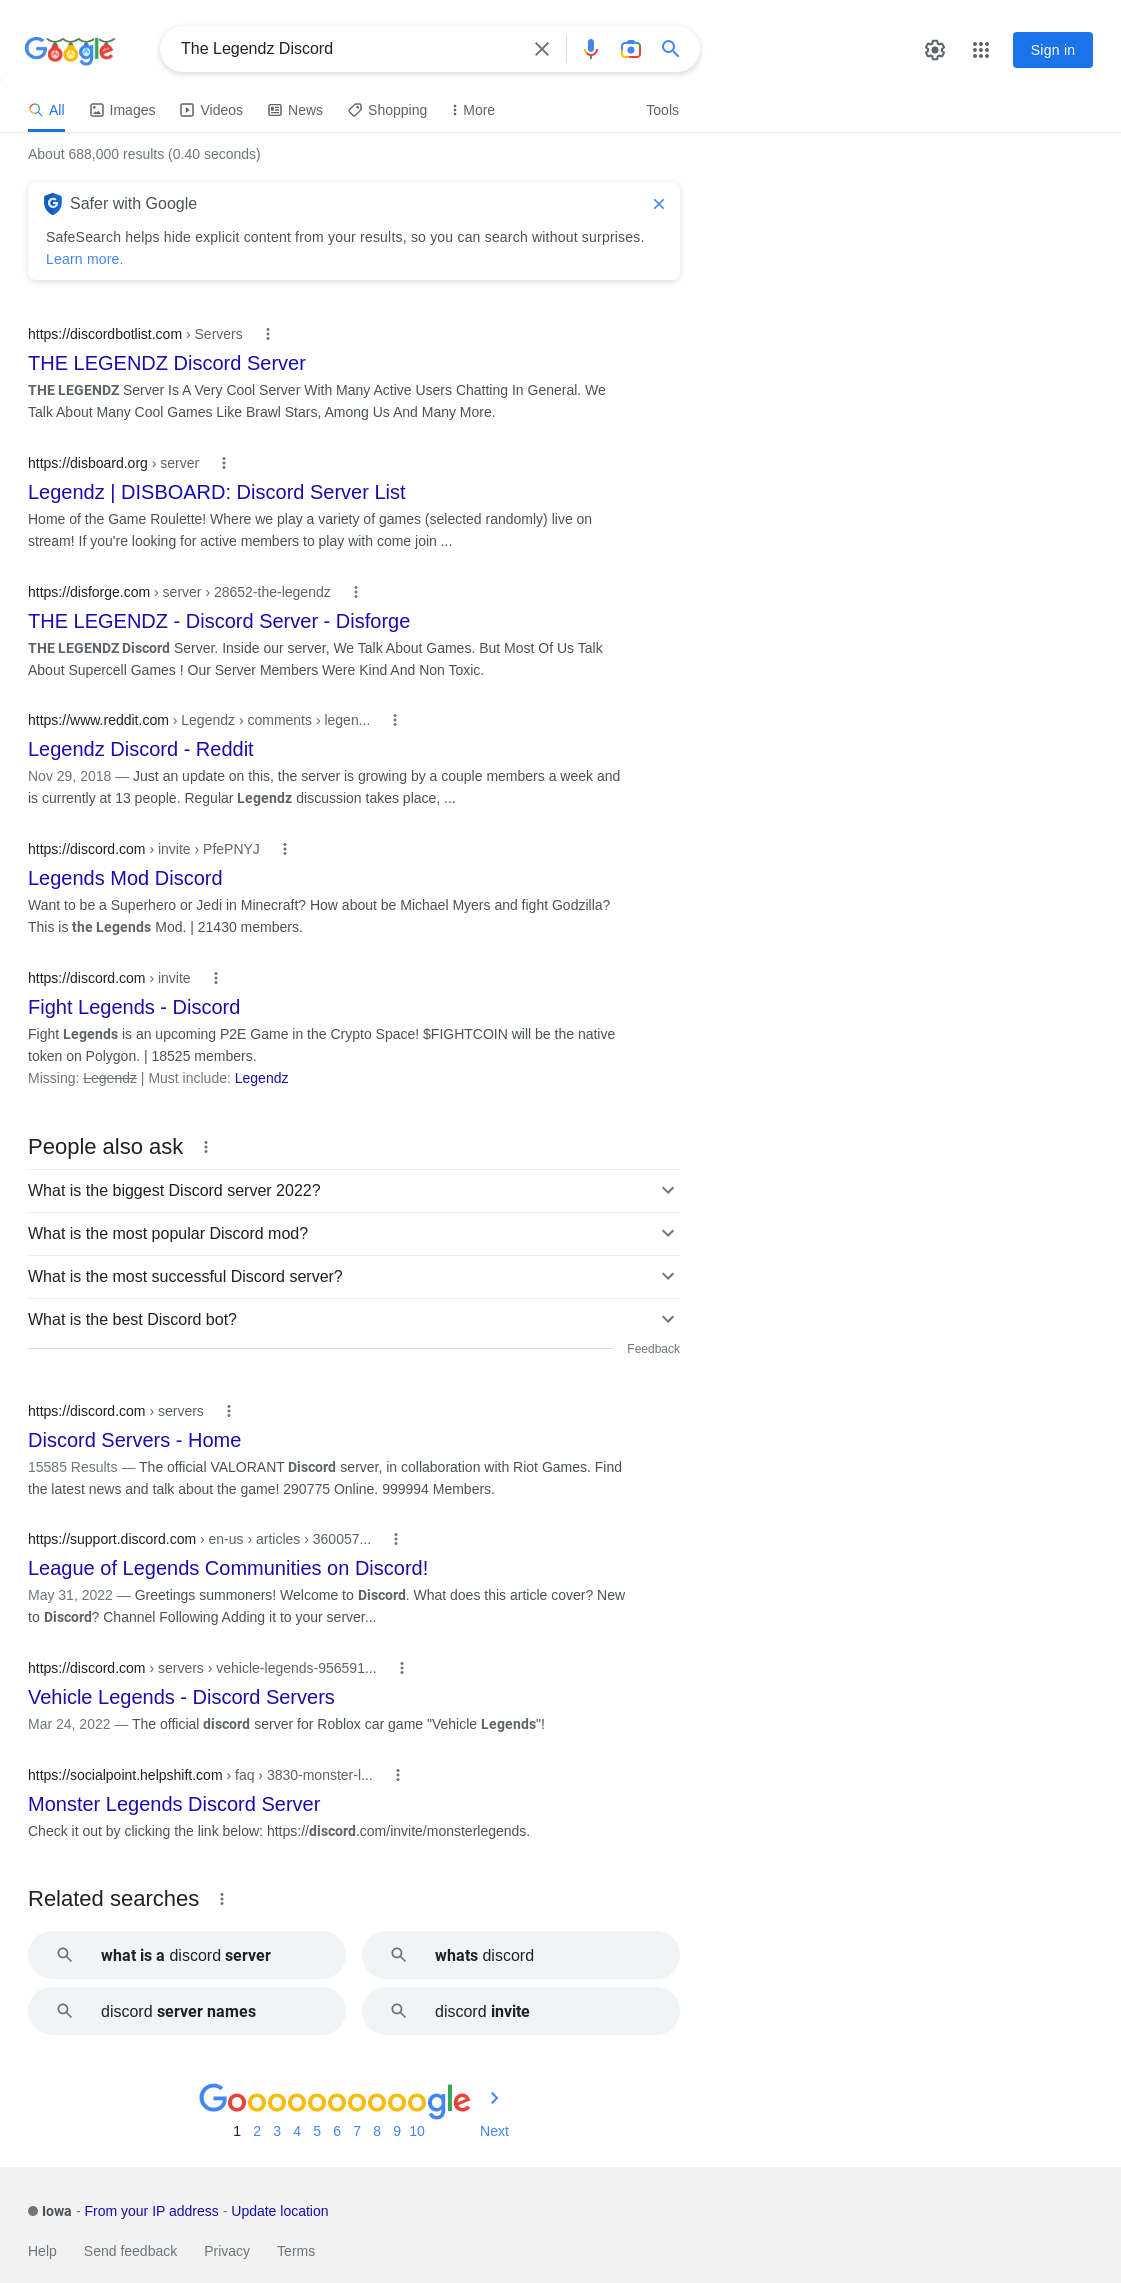 Google
The Legendz Discord
Sign in
All
Images
Videos
News
Shopping
More
Tools
About 688,000 results (0.40 seconds)
Safer with Google
SafeSearch helps hide explicit content from your results, so you can search without surprises.
Learn more.
https://discordbotlist.com › Servers
THE LEGENDZ Discord Server
THE LEGENDZ Server Is A Very Cool Server With Many Active Users Chatting In General. We
Talk About Many Cool Games Like Brawl Stars, Among Us And Many More.
https://disboard.org › server
Legendz | DISBOARD: Discord Server List
Home of the Game Roulette! Where we play a variety of games (selected randomly) live on
stream! If you're looking for active members to play with come join ...
https://disforge.com › server › 28652-the-legendz
THE LEGENDZ - Discord Server - Disforge
THE LEGENDZ Discord Server. Inside our server, We Talk About Games. But Most Of Us Talk
About Supercell Games ! Our Server Members Were Kind And Non Toxic.
https://www.reddit.com › Legendz › comments › legen...
Legendz Discord - Reddit
Nov 29, 2018 — Just an update on this, the server is growing by a couple members a week and
is currently at 13 people. Regular Legendz discussion takes place, ...
https://discord.com › invite › PfePNYJ
Legends Mod Discord
Want to be a Superhero or Jedi in Minecraft? How about be Michael Myers and fight Godzilla?
This is the Legends Mod. | 21430 members.
https://discord.com › invite
Fight Legends - Discord
Fight Legends is an upcoming P2E Game in the Crypto Space! $FIGHTCOIN will be the native
token on Polygon. | 18525 members.
Missing: Legendz | Must include: Legendz
People also ask
What is the biggest Discord server 2022?
What is the most popular Discord mod?
What is the most successful Discord server?
What is the best Discord bot?
Feedback
https://discord.com › servers
Discord Servers - Home
15585 Results — The official VALORANT Discord server, in collaboration with Riot Games. Find
the latest news and talk about the game! 290775 Online. 999994 Members.
https://support.discord.com › en-us › articles › 360057...
League of Legends Communities on Discord!
May 31, 2022 — Greetings summoners! Welcome to Discord. What does this article cover? New
to Discord? Channel Following Adding it to your server...
https://discord.com › servers › vehicle-legends-956591...
Vehicle Legends - Discord Servers
Mar 24, 2022 — The official discord server for Roblox car game "Vehicle Legends"!
https://socialpoint.helpshift.com › faq › 3830-monster-l...
Monster Legends Discord Server
Check it out by clicking the link below: https://discord.com/invite/monsterlegends.
Related searches
what is a discord server
whats discord
discord server names
discord invite
Goooooooooogle
1 2 3 4 5 6 7 8 9 10 Next
Iowa - From your IP address - Update location
Help Send feedback Privacy Terms